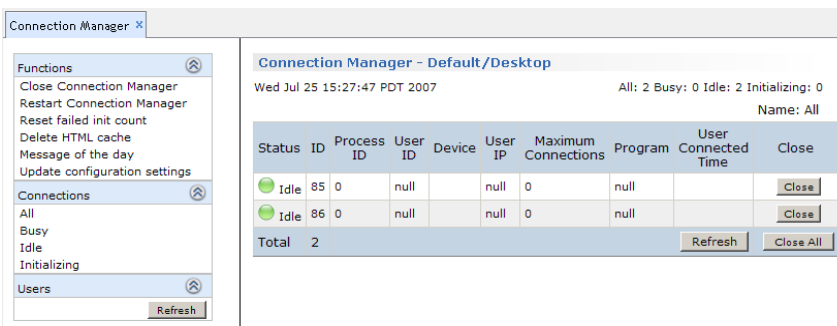 Connection Manager x
Functions
Close Connection Manager
Restart Connection Manager
Reset failed init count
Delete HTML cache
Message of the day
Update configuration settings
Connections
All
Busy
Idle
Initializing
Users
Refresh
Connection Manager - Default/Desktop
Wed Jul 25 15:27:47 PDT 2007 All: 2 Busy: 0 Idle: 2 Initializing: 0
Name: All
Status ID Process ID User ID Device User IP Maximum Connections Program User Connected Time Close
Idle 85 0 null null 0 null Close
Idle 86 0 null null 0 null Close
Total 2 Refresh Close All